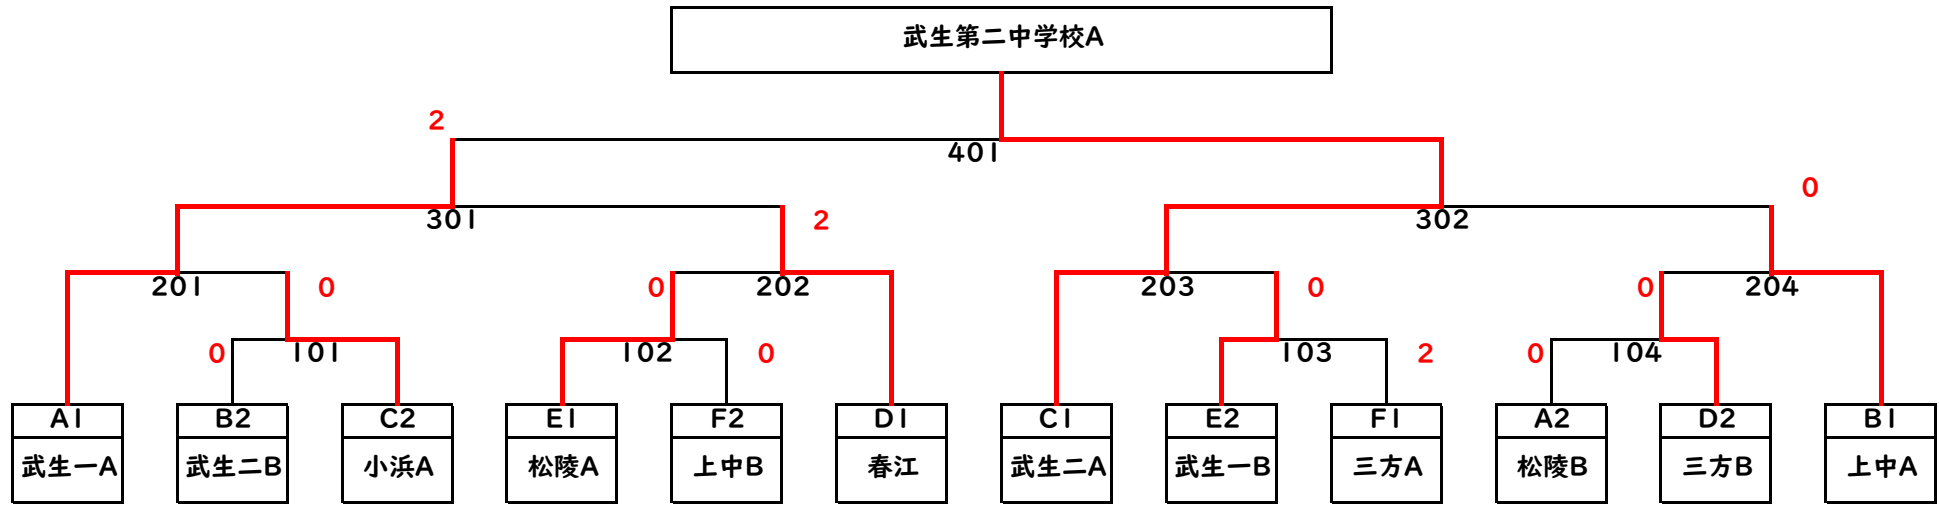 武生第二中学校A
2
401
0
301
2
302
201
0
0
202
203
0
0
204
0
101
102
0
103
2
0
104
A1
B2
C2
E1
F2
D1
C1
E2
F1
A2
D2
B1
武生一A
武生二B
小浜A
松陵A
上中B
春江
武生二A
武生一B
三方A
松陵B
三方B
上中A